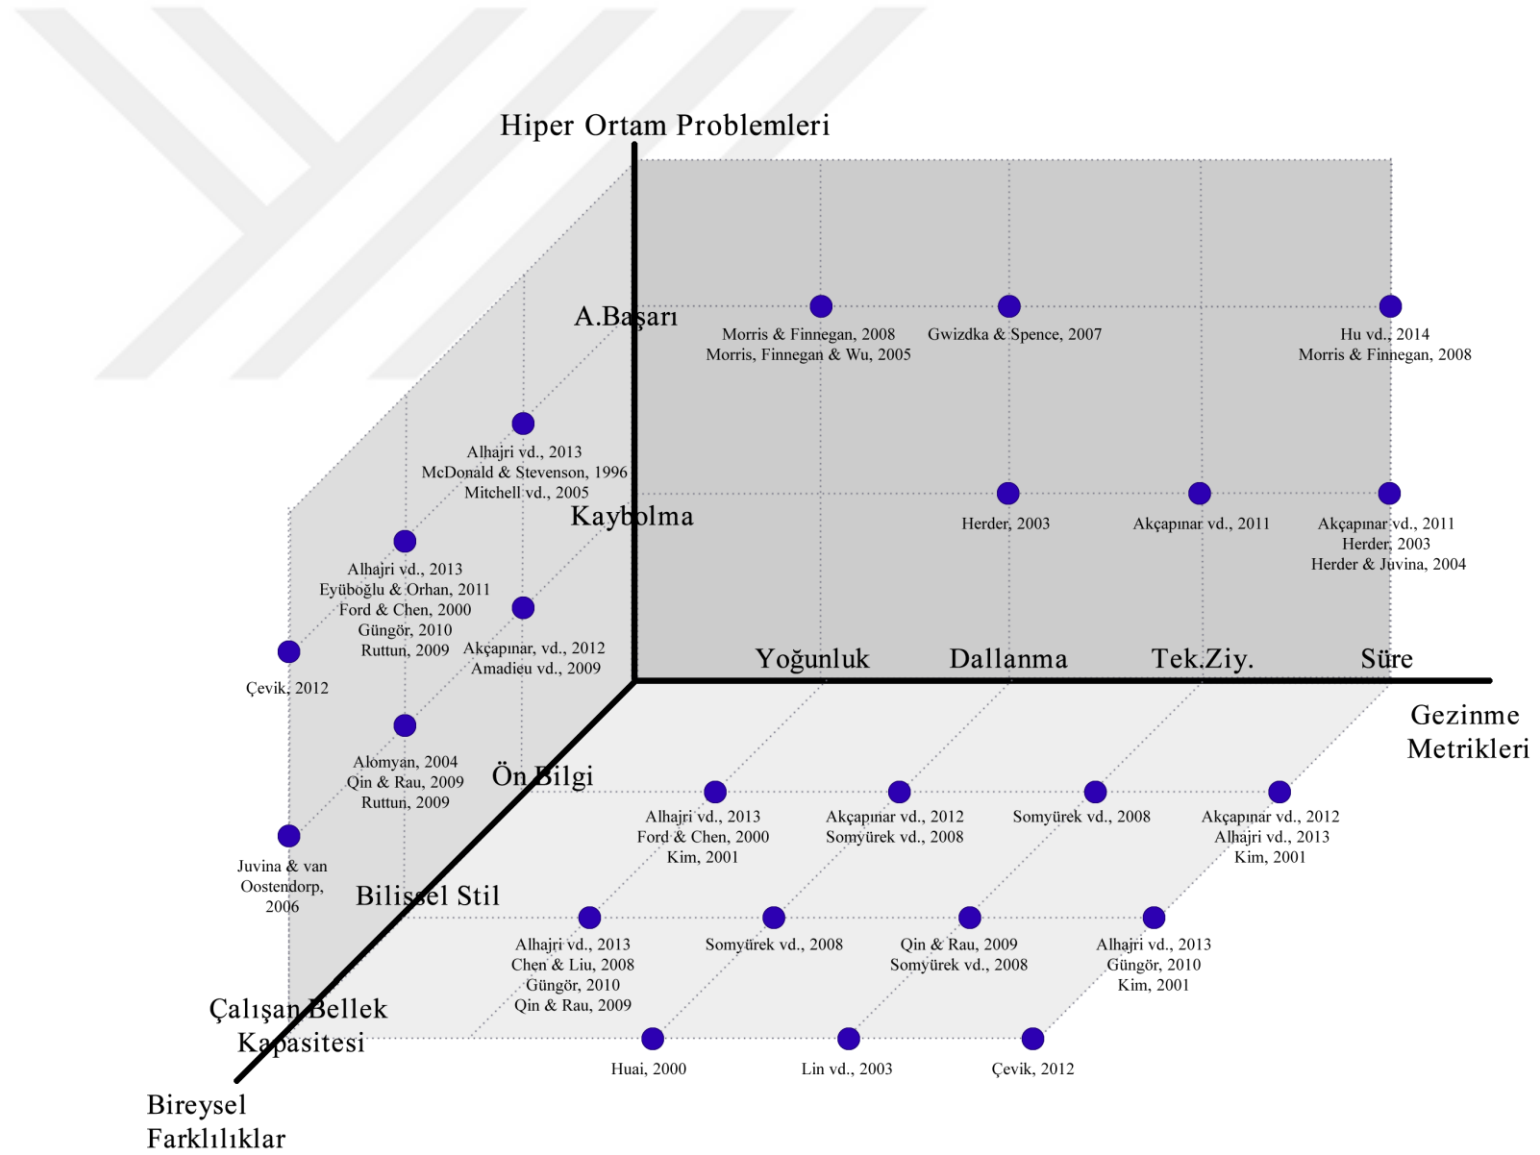 Hiper Ortam Problemleri
A.Başarı
Morris & Finnegan, 2008
Morris, Finnegan & Wu, 2005
Gwizdka & Spence, 2007
Hu vd., 2014
Morris & Finnegan, 2008
Alhajri vd., 2013
McDonald & Stevenson, 1996
Mitchell vd., 2005
Kaybolma
Herder, 2003
Akçapınar vd., 2011
Akçapınar vd., 2011
Herder, 2003
Herder & Juvina, 2004
Alhajri vd., 2013
Eyüboğlu & Orhan, 2011
Ford & Chen, 2000
Güngör, 2010
Ruttun, 2009
Akçapınar, vd., 2012
Amadieu vd., 2009
Çevik, 2012
Yoğunluk
Dallanma
Tek.Ziy.
Süre
Gezinme
Metrikleri
Alomyan, 2004
Qin & Rau, 2009
Ruttun, 2009
Ön Bilgi
Alhajri vd., 2013
Ford & Chen, 2000
Kim, 2001
Akçapınar vd., 2012
Somyürek vd., 2008
Somyürek vd., 2008
Akçapınar vd., 2012
Alhajri vd., 2013
Kim, 2001
Juvina & van
Oostendorp,
2006
Bilissel Stil
Alhajri vd., 2013
Chen & Liu, 2008
Güngör, 2010
Qin & Rau, 2009
Somyürek vd., 2008
Qin & Rau, 2009
Somyürek vd., 2008
Alhajri vd., 2013
Güngör, 2010
Kim, 2001
Çalışan Bellek
Kapasitesi
Huai, 2000
Lin vd., 2003
Çevik, 2012
Bireysel
Farklılıklar